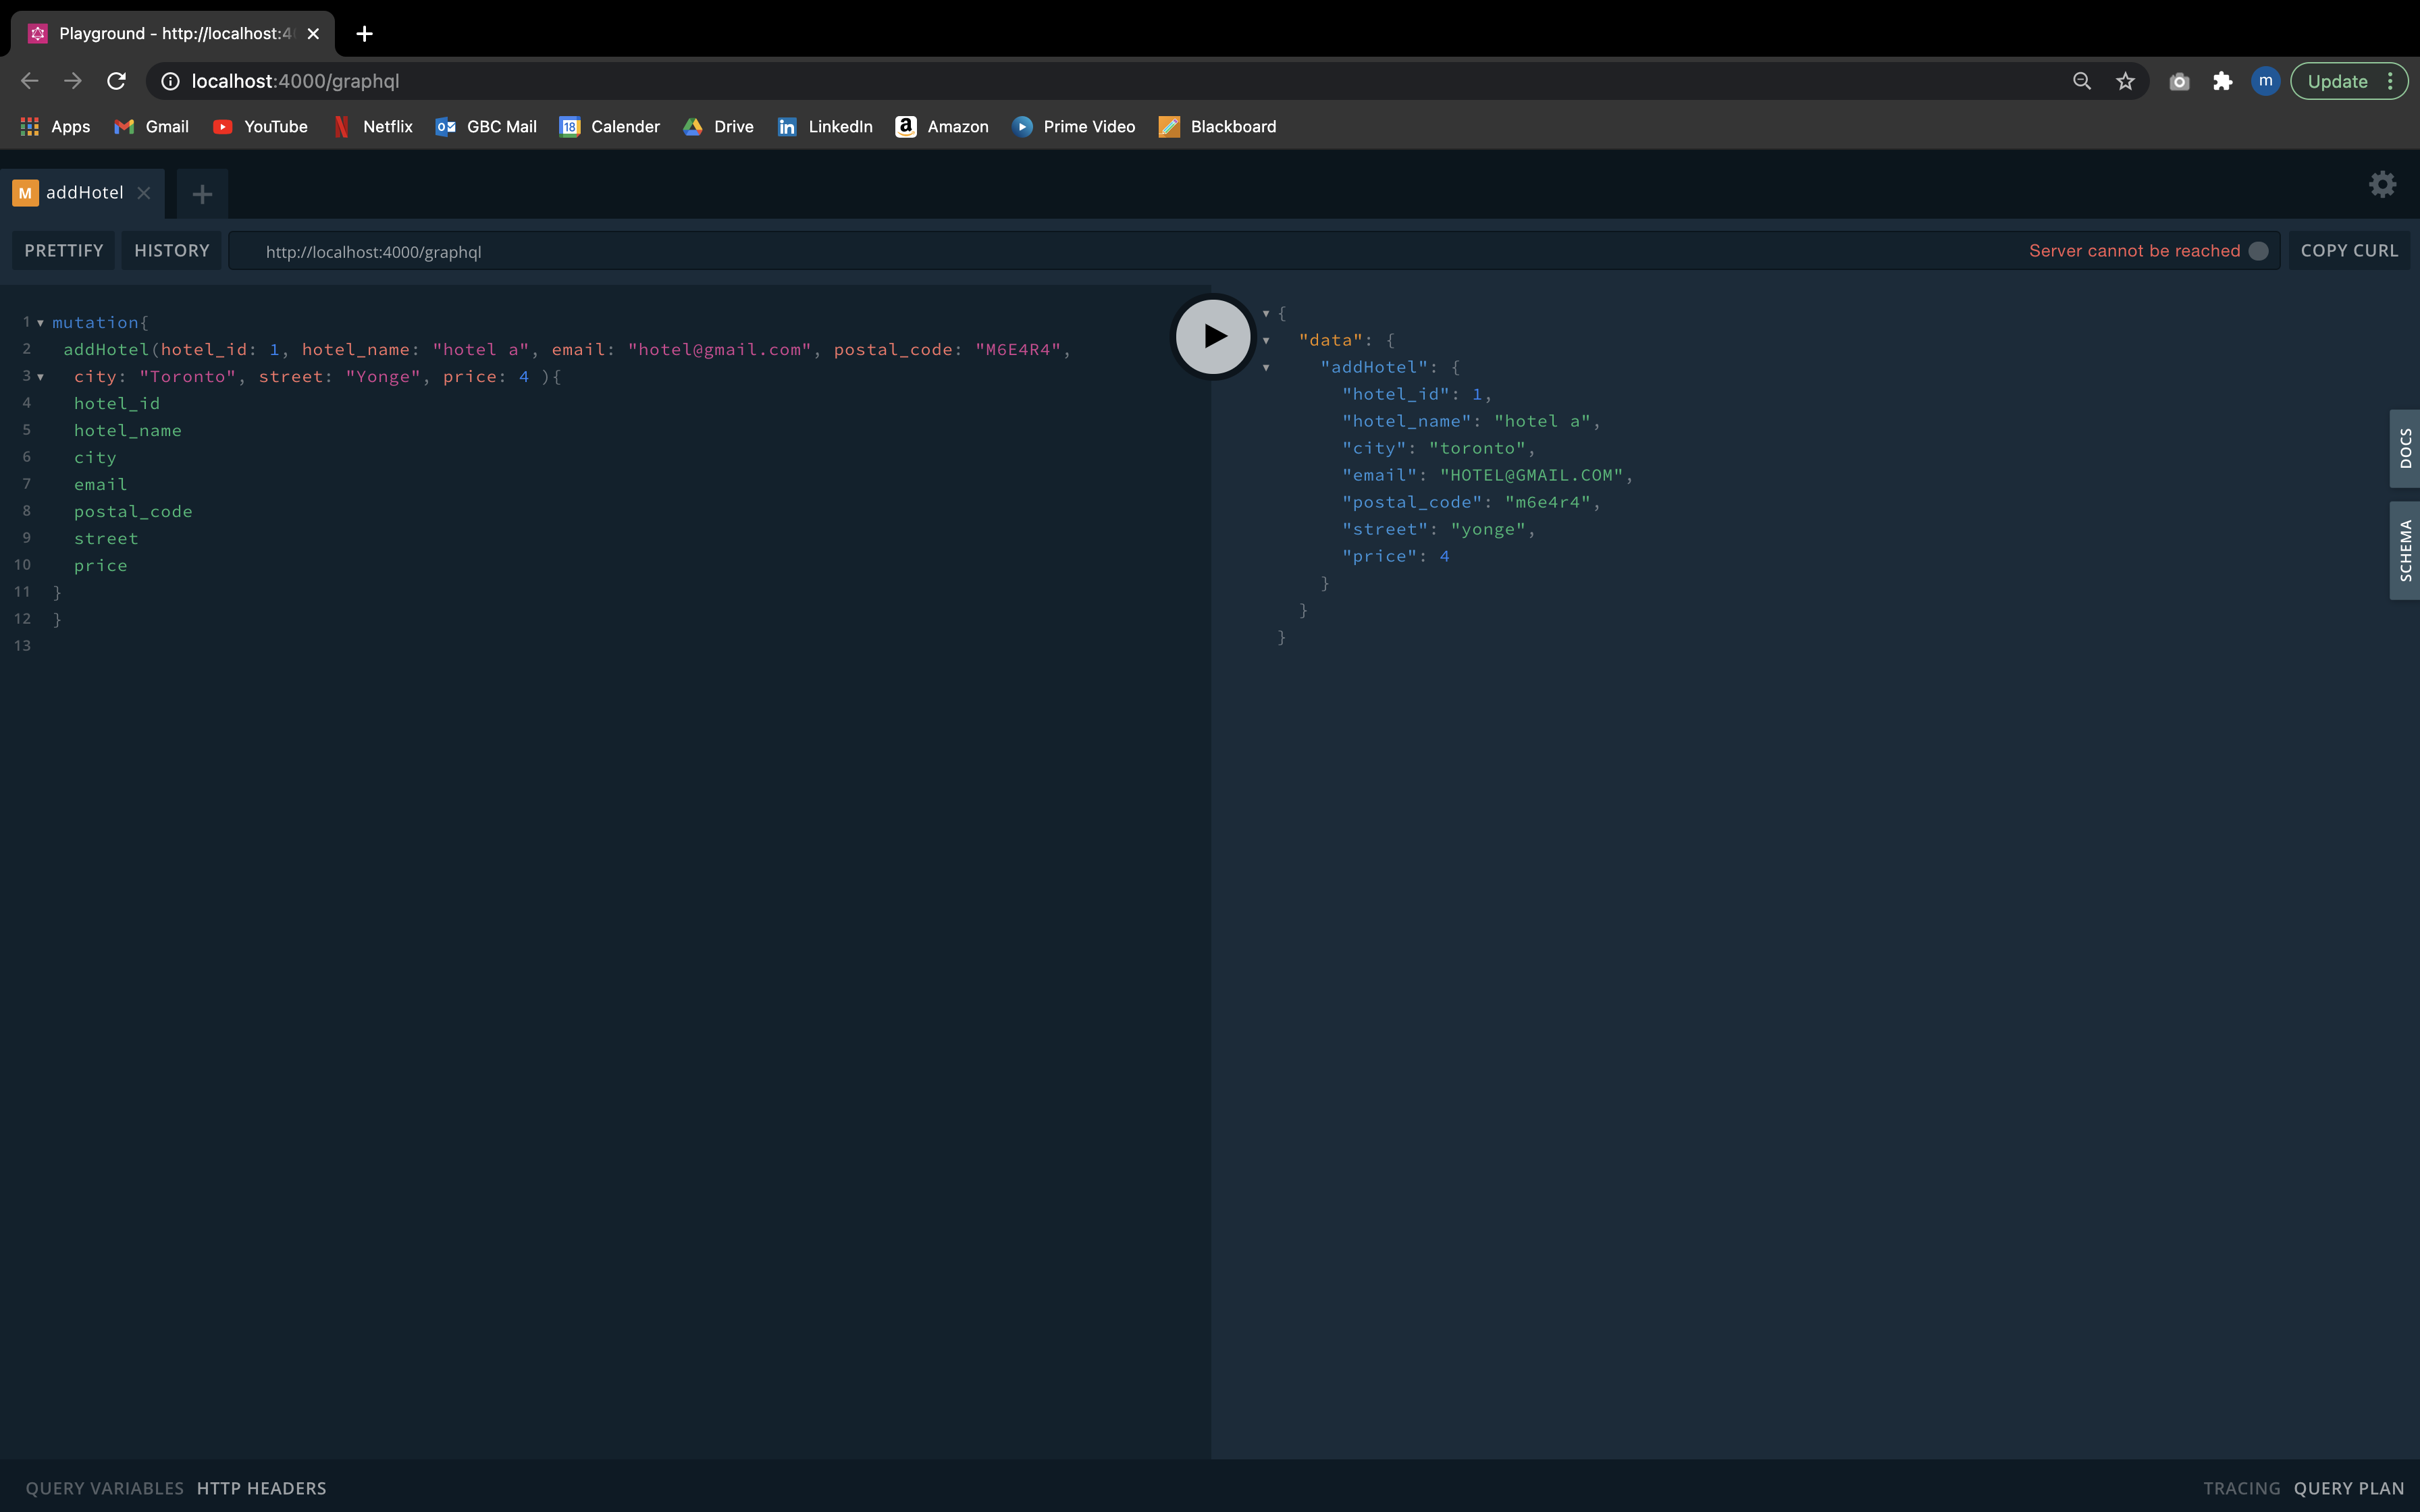 Playground - http://localhost:4
localhost:4000/graphql
m
Update
Apps
Gmail
YouTube
Netflix
GBC Mail
18
Calender
Drive
in
LinkedIn
a
Amazon
Prime Video
Blackboard
M addHotel
PRETTIFY
HISTORY
http://localhost:4000/graphql
Server cannot be reached
COPY CURL
1 mutation{
2 addHotel(hotel_id: 1, hotel_name: "hotel a", email: "hotel@gmail.com", postal_code: "M6E4R4",
3 city: "Toronto", street: "Yonge", price: 4 ){
4 hotel_id
5 hotel_name
6 city
7 email
8 postal_code
9 street
10 price
11 }
12 }
13
{
"data": {
"addHotel": {
"hotel_id": 1,
"hotel_name": "hotel a",
"city": "toronto",
"email": "HOTEL@GMAIL.COM",
"postal_code": "m6e4r4",
"street": "yonge",
"price": 4
}
}
}
DOCS
SCHEMA
QUERY VARIABLES
HTTP HEADERS
TRACING
QUERY PLAN